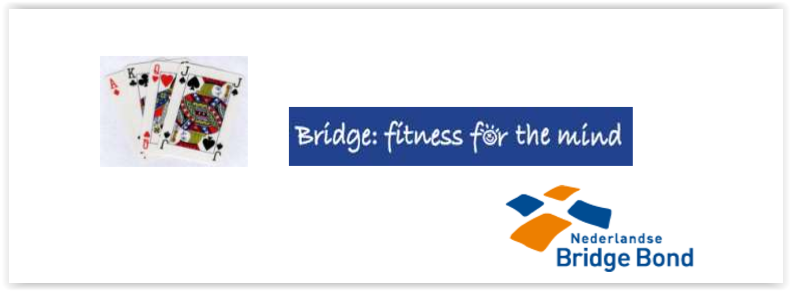 A K Q J J
Q J
Bridge: fitness for the mind
Nederlandse
Bridge Bond